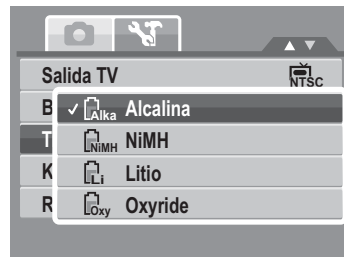 Salida TV NTSC
B
Alka Alcalina
T
NiMH NiMH
K
Li Litio
R
Oxy Oxyride